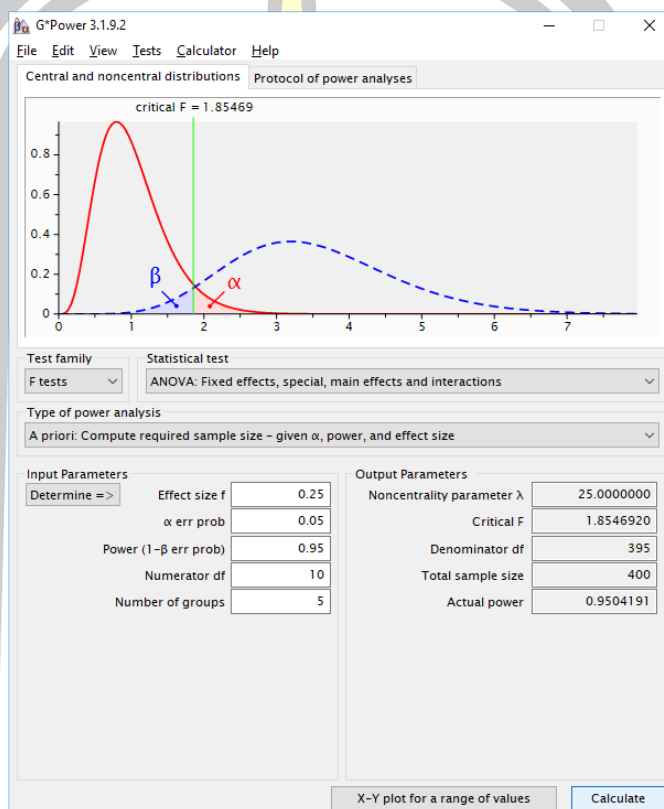 G*Power 3.1.9.2
File Edit View Tests Calculator Help
Central and noncentral distributions Protocol of power analyses
critical F = 1.85469
0.8
0.6
0.4
0.2
0
β
α
0 1 2 3 4 5 6 7
Test family
F tests
Statistical test
ANOVA: Fixed effects, special, main effects and interactions
Type of power analysis
A priori: Compute required sample size – given α, power, and effect size
Input Parameters
Determine =>
Effect size f 0.25
α err prob 0.05
Power (1-β err prob) 0.95
Numerator df 10
Number of groups 5
Output Parameters
Noncentrality parameter λ 25.0000000
Critical F 1.8546920
Denominator df 395
Total sample size 400
Actual power 0.9504191
X-Y plot for a range of values Calculate